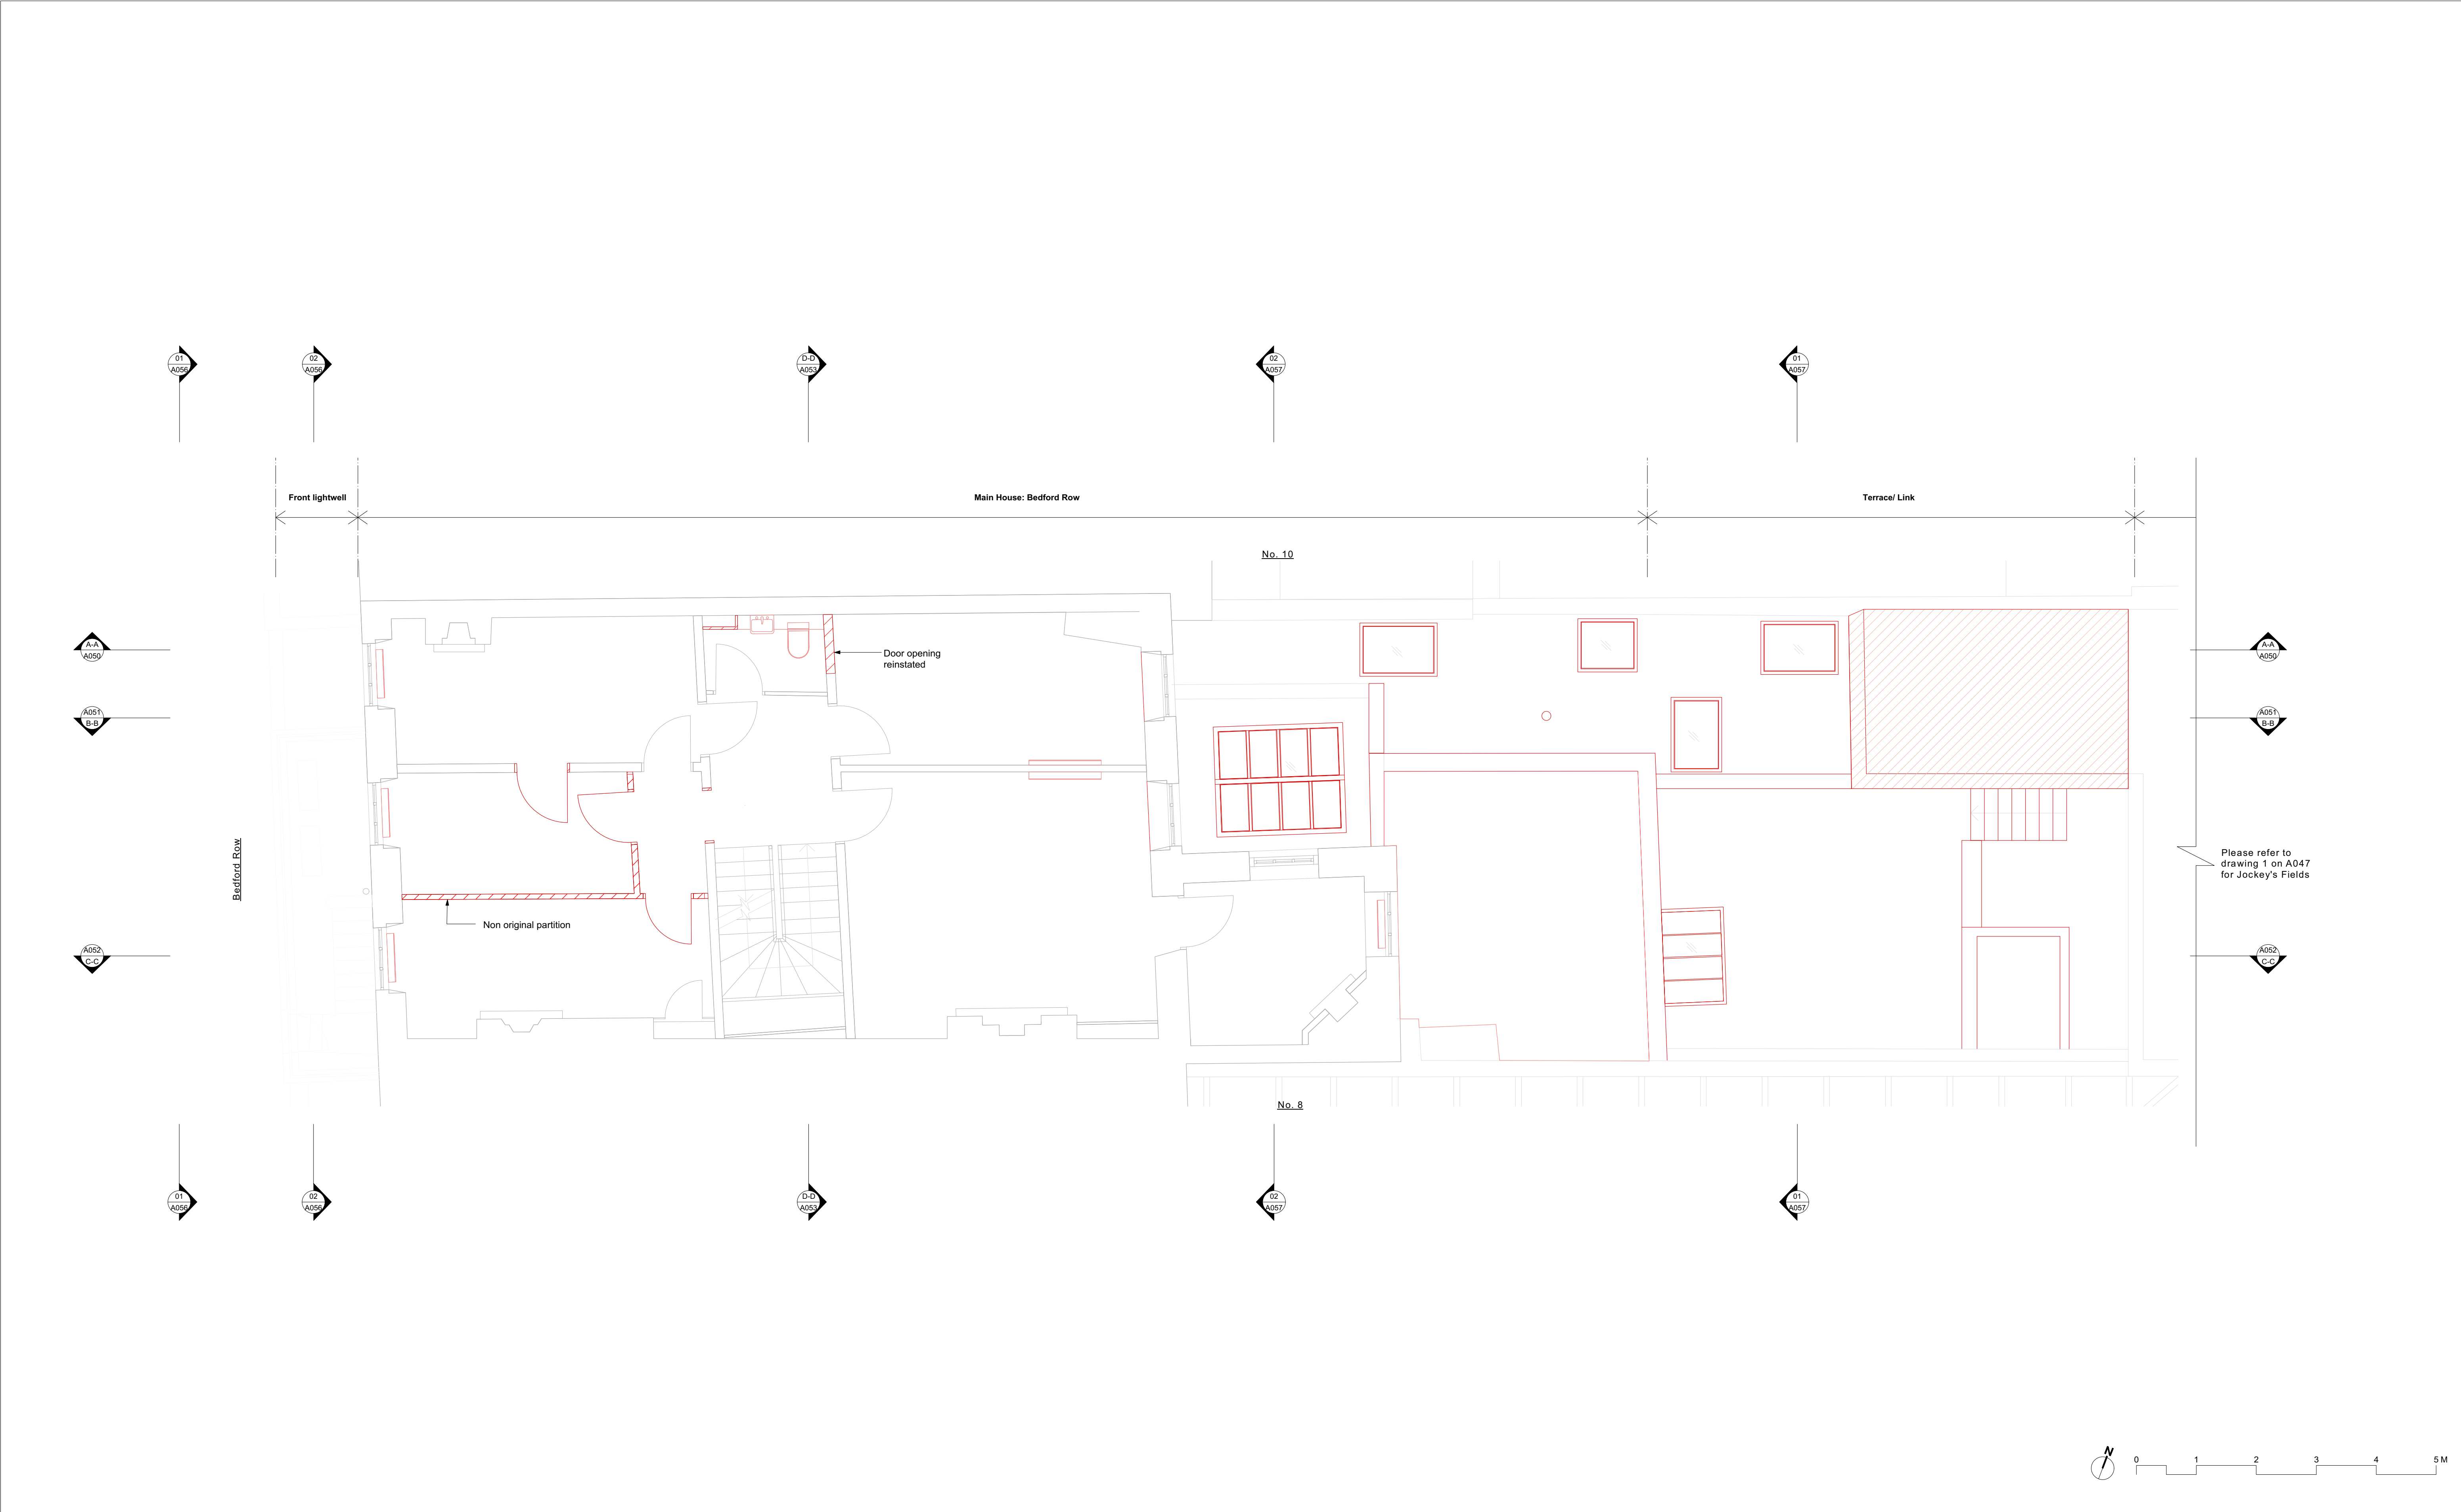 01
A056
02
A056
D-D
A053
02
A057
01
A057
Front lightwell
Main House: Bedford Row
Terrace/ Link
No. 10
A-A
A050
Door opening
reinstated
A-A
A050
A051
B-B
A051
B-B
Bedford Row
Please refer to
drawing 1 on A047
for Jockey's Fields
Non original partition
A052
C-C
A052
C-C
No. 8
01
A056
02
A056
D-D
A053
02
A057
01
A057
N
0 1 2 3 4 5 M